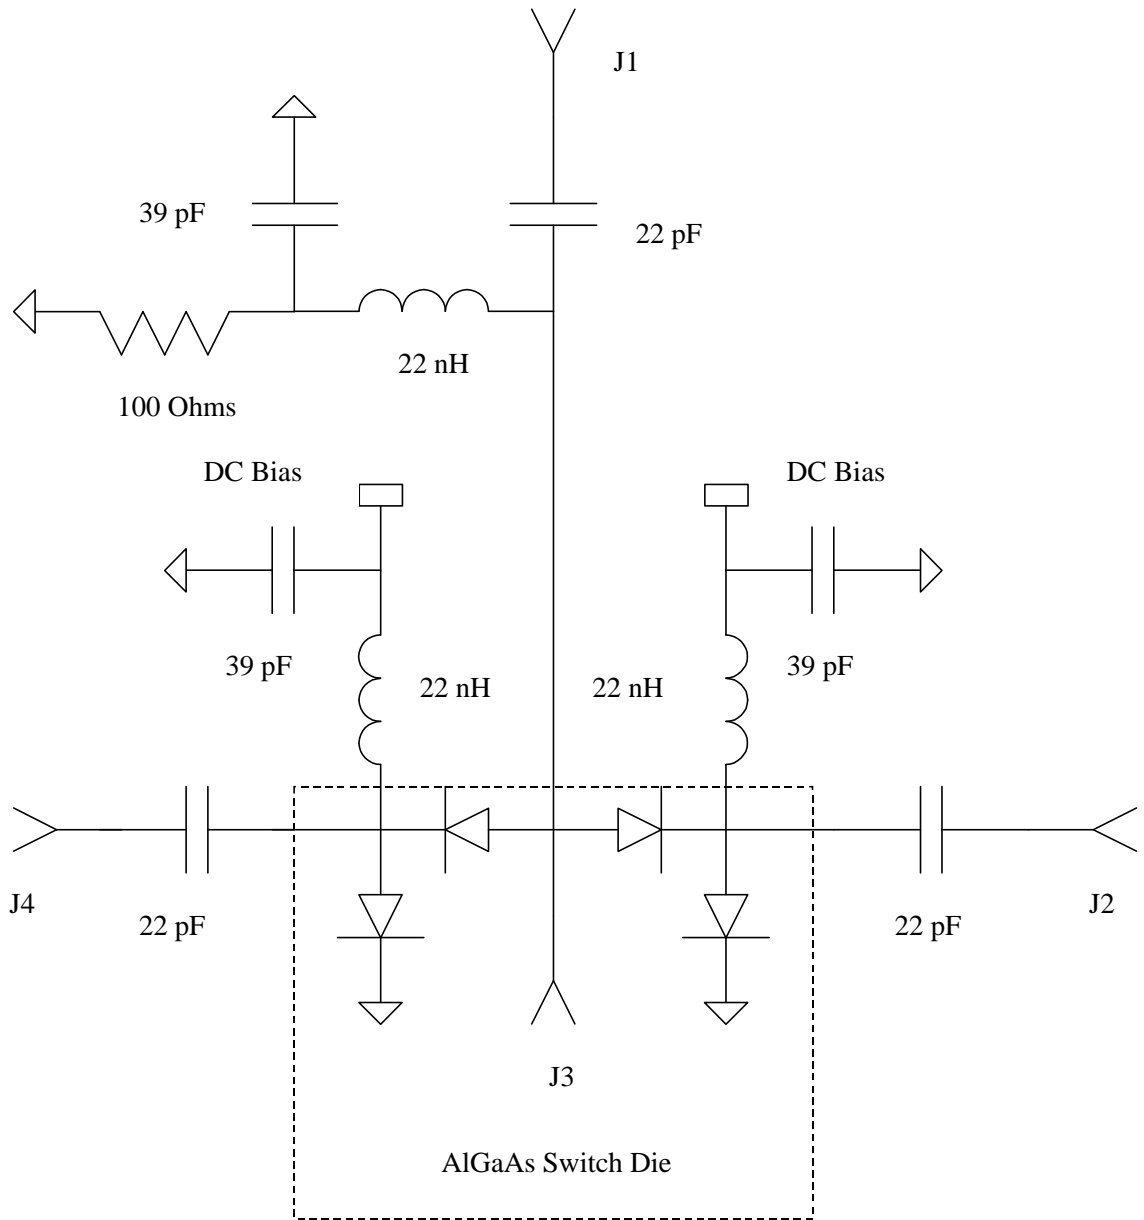 J1
39 pF
22 pF
22 nH
100 Ohms
DC Bias
DC Bias
39 pF
22 nH
22 nH
39 pF
J4
J2
22 pF
22 pF
J3
AlGaAs Switch Die